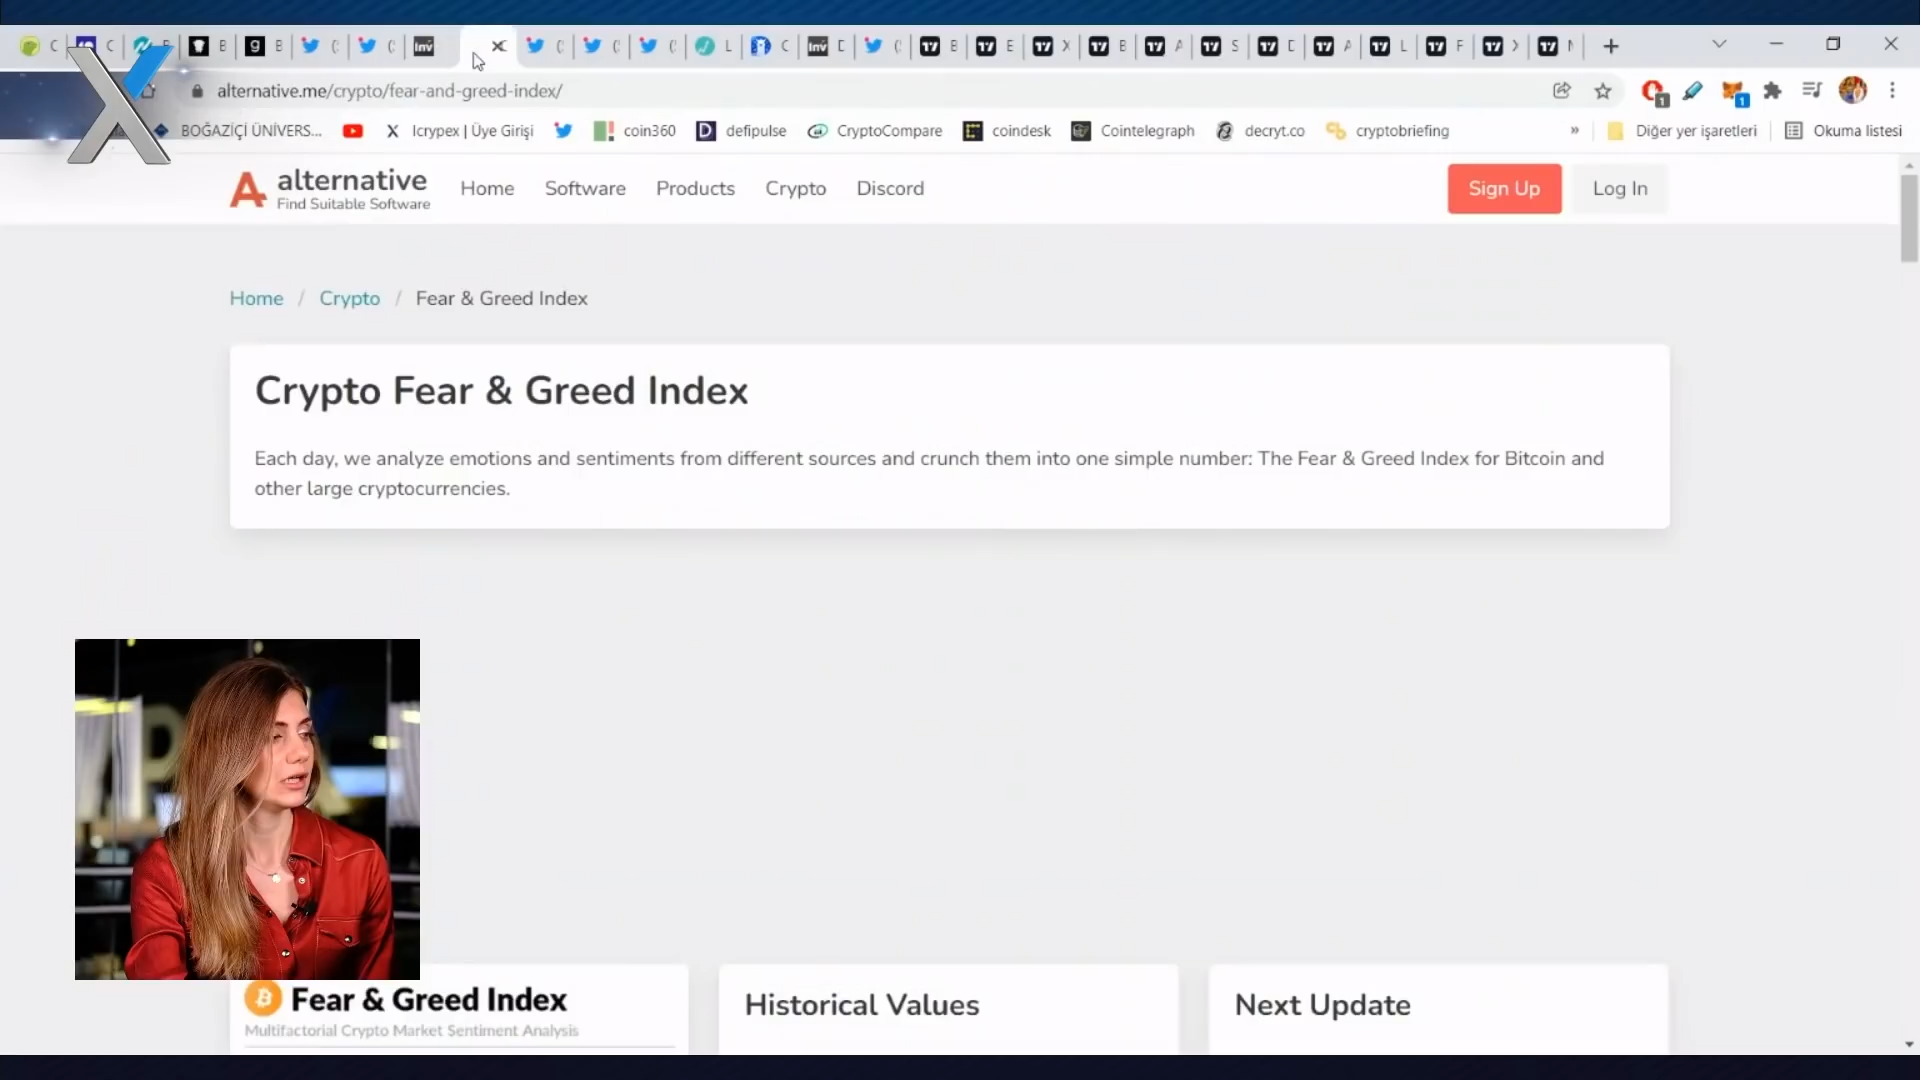 alternative.me/crypto/fear-and-greed-index/
BOĞAZİÇİ ÜNİVERS... Icrypex | Üye Girişi coin360 defipulse CryptoCompare coindesk Cointelegraph decryt.co cryptobriefing » Diğer yer işaretleri Okuma listesi
alternative
Find Suitable Software
Home Software Products Crypto Discord Sign Up Log In
Home / Crypto / Fear & Greed Index
Crypto Fear & Greed Index
Each day, we analyze emotions and sentiments from different sources and crunch them into one simple number: The Fear & Greed Index for Bitcoin and
other large cryptocurrencies.
Fear & Greed Index
Multifactorial Crypto Market Sentiment Analysis
Historical Values
Next Update